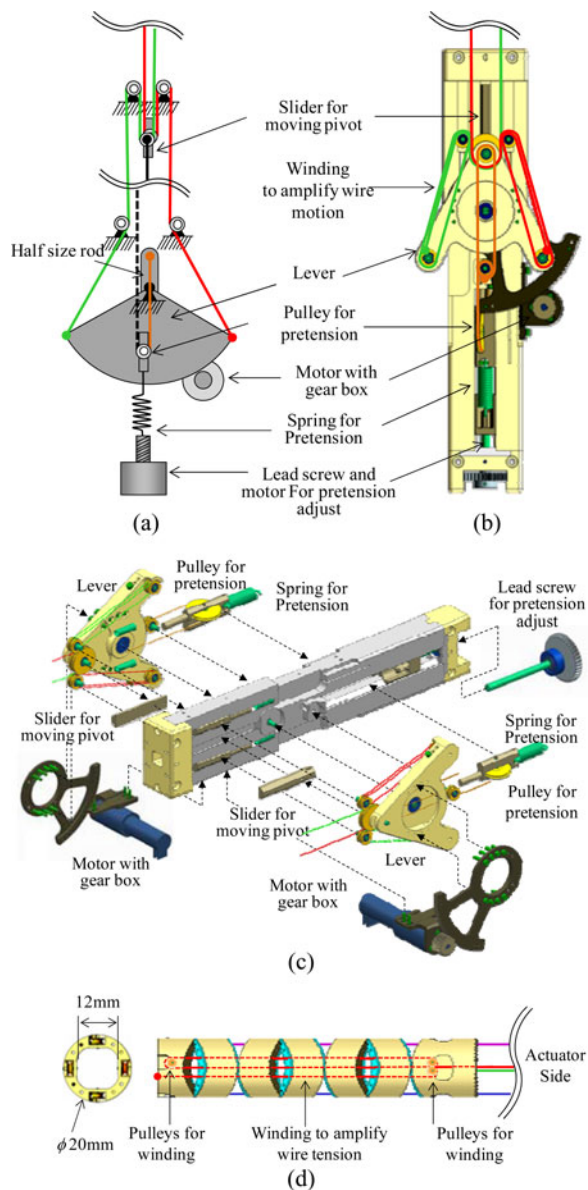 Slider for
moving pivot
Winding
to amplify wire
motion
Half size rod
Lever
Pulley for
pretension
Motor with
gear box
Spring for
Pretension
Lead screw and
motor For pretension
adjust
(a)
(b)
Pulley for
pretension
Lever
Spring for
Pretension
Lead screw
for pretension
adjust
Slider for
moving pivot
Spring for
Pretension
Pulley for
pretension
Slider for
moving pivot
Lever
Motor with
gear box
Motor with
gear box
(c)
12mm
ϕ20mm
Actuator
Side
Pulleys for
winding
Winding to amplify
wire tension
Pulleys for
winding
(d)